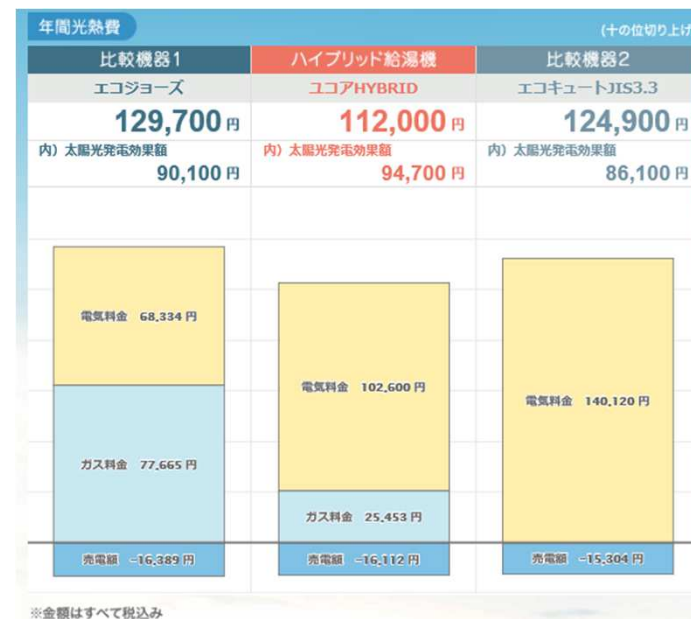 年間光熱費
(十の位切り上げ
比較機器1 ハイブリッド給湯機 比較機器2
エコジョーズ ユコアHYBRID エコキュートJIS3.3
129,700円 112,000円 124,900円
内）太陽光発電効果額 内）太陽光発電効果額 内）太陽光発電効果額
90,100円 94,700円 86,100円
電気料金 68,334円
電気料金 102,600円
電気料金 140,120円
ガス料金 77,665円
ガス料金 25,453円
売電額 -16,389円 売電額 -16,112円 売電額 -15,304円
※金額はすべて税込み